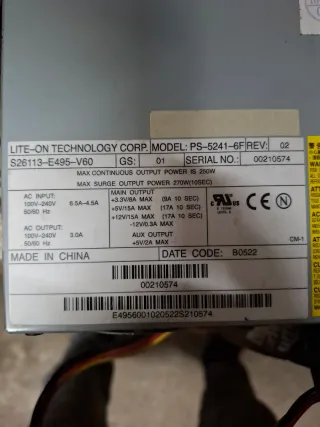 LITE-ON TECHNOLOGY CORP. MODEL: PS-5241-6F REV: 02
S26113-E495-V60 GS: 01 SERIAL NO.: 00210574
MAX CONTINUOUS OUTPUT POWER IS 250W
MAX SURGE OUTPUT POWER 270W(10SEC)
AC INPUT:
100V-240V 6.5A-4.5A
50/60 Hz
AC OUTPUT:
100V-240V 3.0A
50/60 Hz
MAIN OUTPUT
+3.3V/8A MAX (9A 10 SEC)
+5V/15A MAX (17A 10 SEC)
+12V/15A MAX (17A 10 SEC)
-12V/0.3A MAX
AUX OUTPUT
+5V/2A MAX
c RU us
CE N
CM-1
MADE IN CHINA DATE CODE: B0522
00210574
E4956001020522S210574